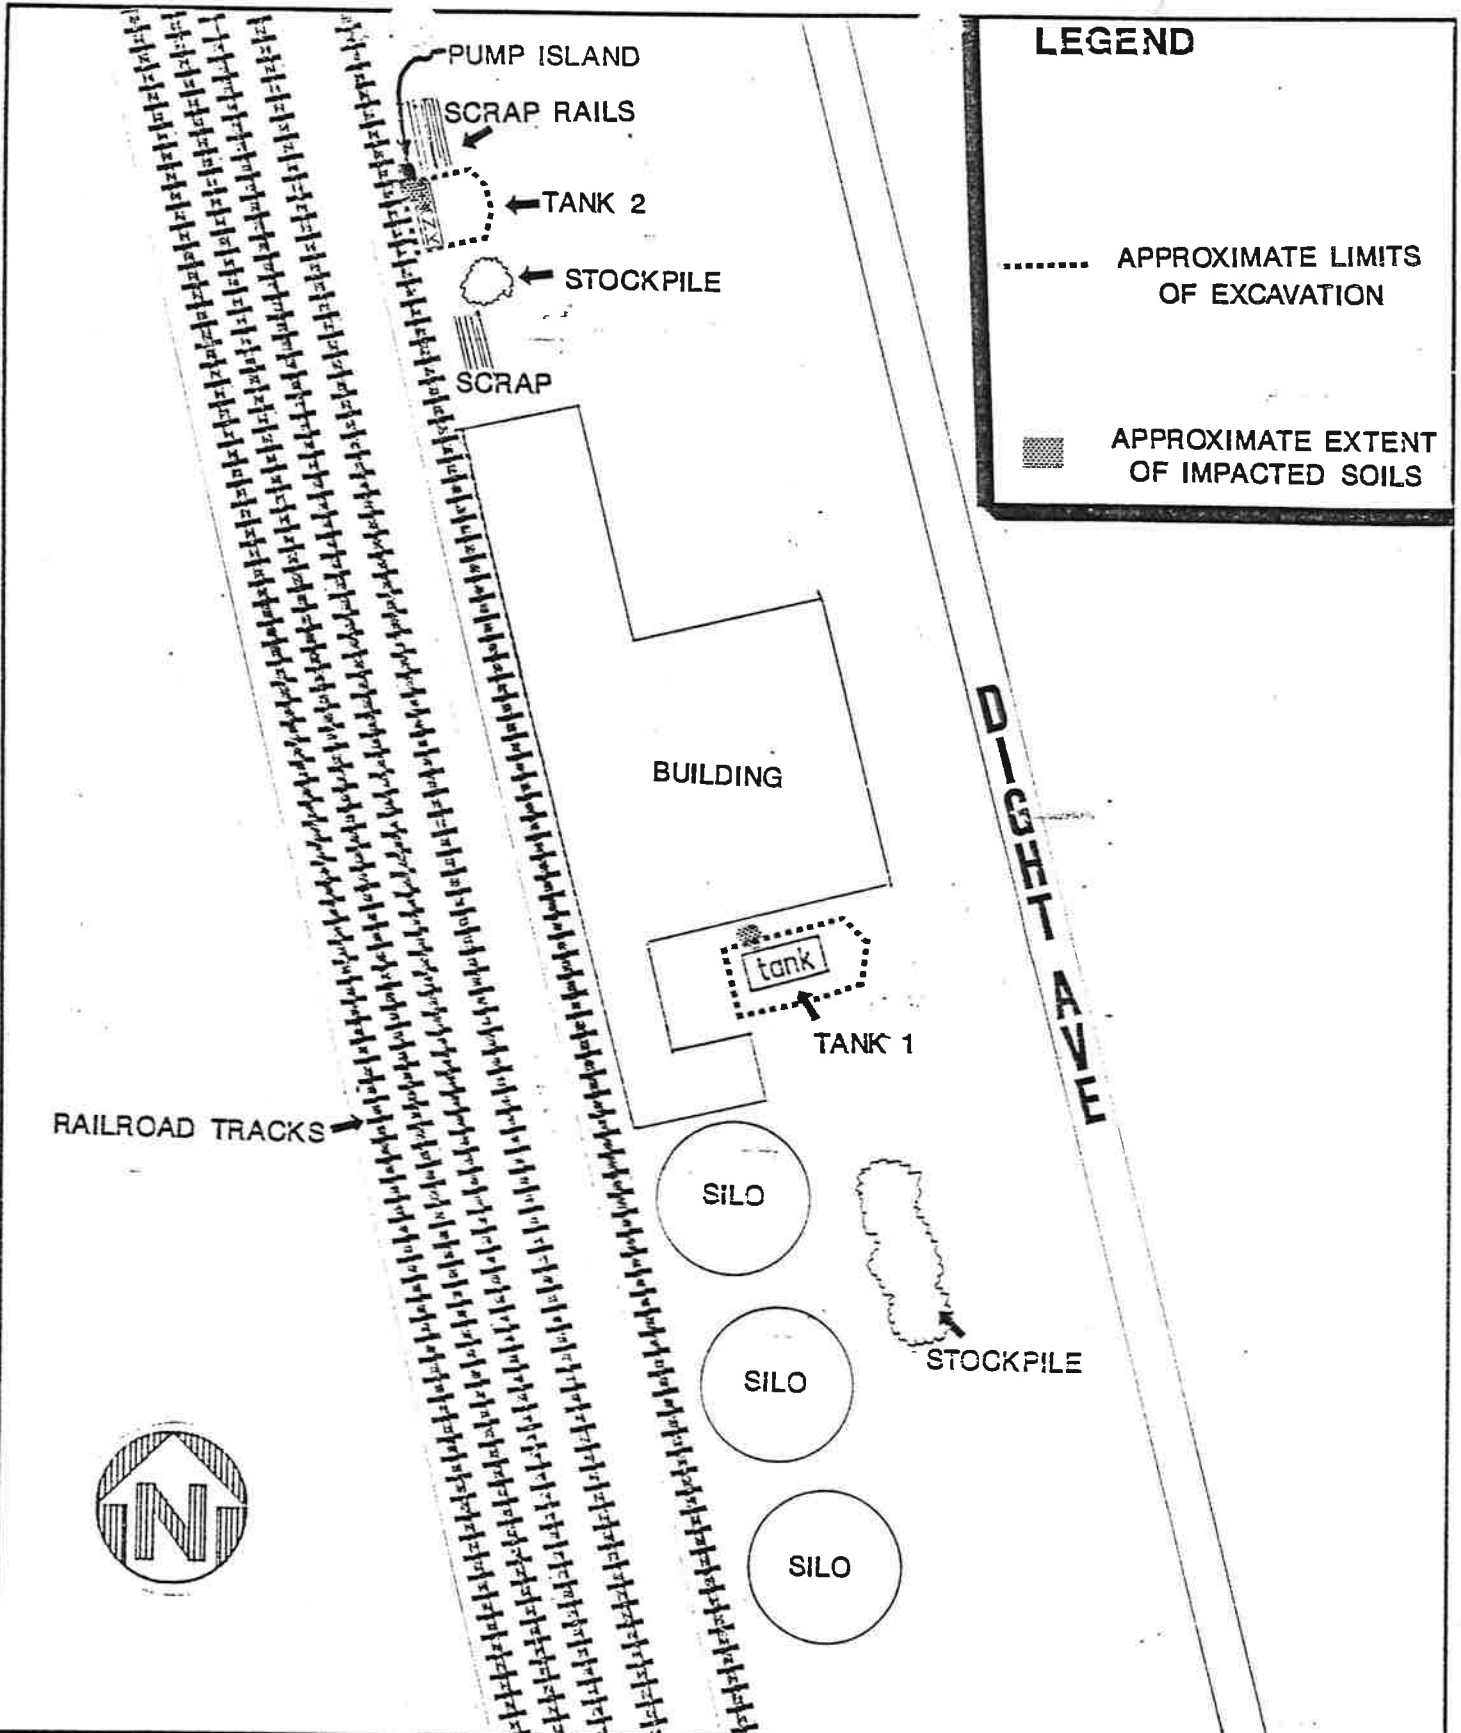 LEGEND
PUMP ISLAND
SCRAP RAILS
TANK 2
STOCKPILE
SCRAP
APPROXIMATE LIMITS
OF EXCAVATION
APPROXIMATE EXTENT
OF IMPACTED SOILS
BUILDING
DIGHT AVE
tank
TANK 1
RAILROAD TRACKS
SILO
STOCKPILE
SILO
SILO
N